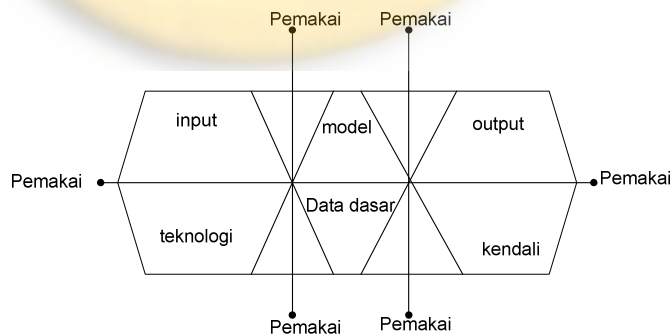 Pemakai Pemakai
input model output
Pemakai Pemakai
Data dasar
teknologi kendali
Pemakai Pemakai